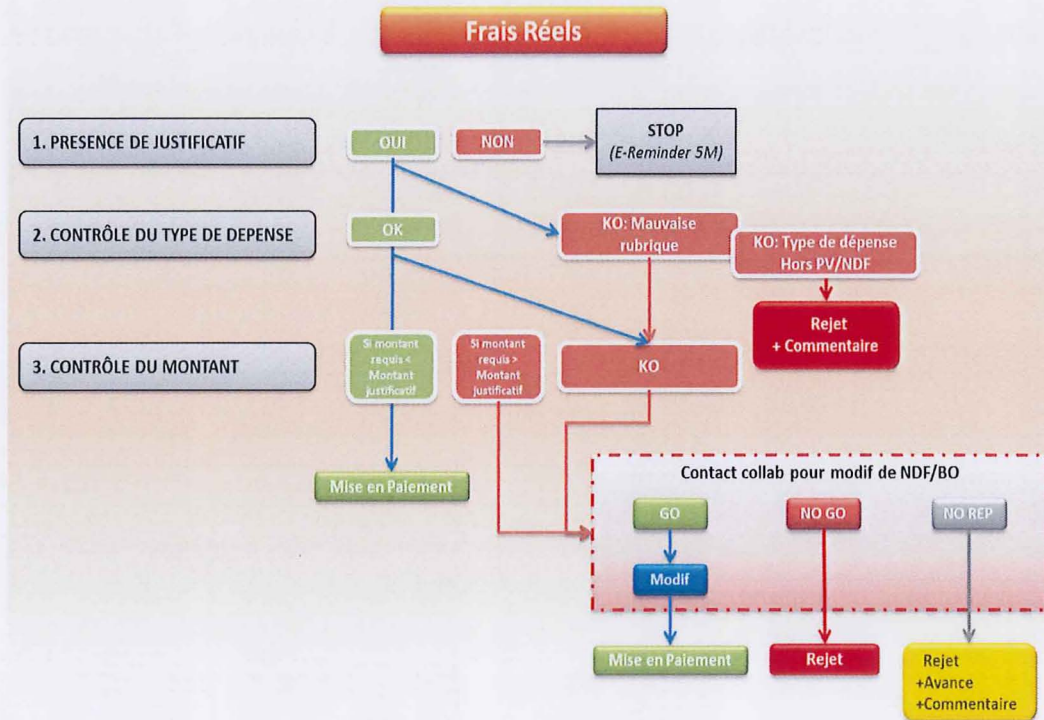 Frais Réels
1. PRESENCE DE JUSTIFICATIF
OUI
NON
STOP
(E-Reminder 5M)
2. CONTRÔLE DU TYPE DE DEPENSE
OK
KO: Mauvaise
rubrique
KO: Type de dépense
Hors PV/NDF
Rejet
+ Commentaire
3. CONTRÔLE DU MONTANT
Si montant
requis <
Montant
justificatif
Si montant
requis >
Montant
justificatif
KO
Mise en Paiement
Contact collab pour modif de NDF/BO
GO
NO GO
NO REP
Modif
Mise en Paiement
Rejet
Rejet
+Avance
+Commentaire